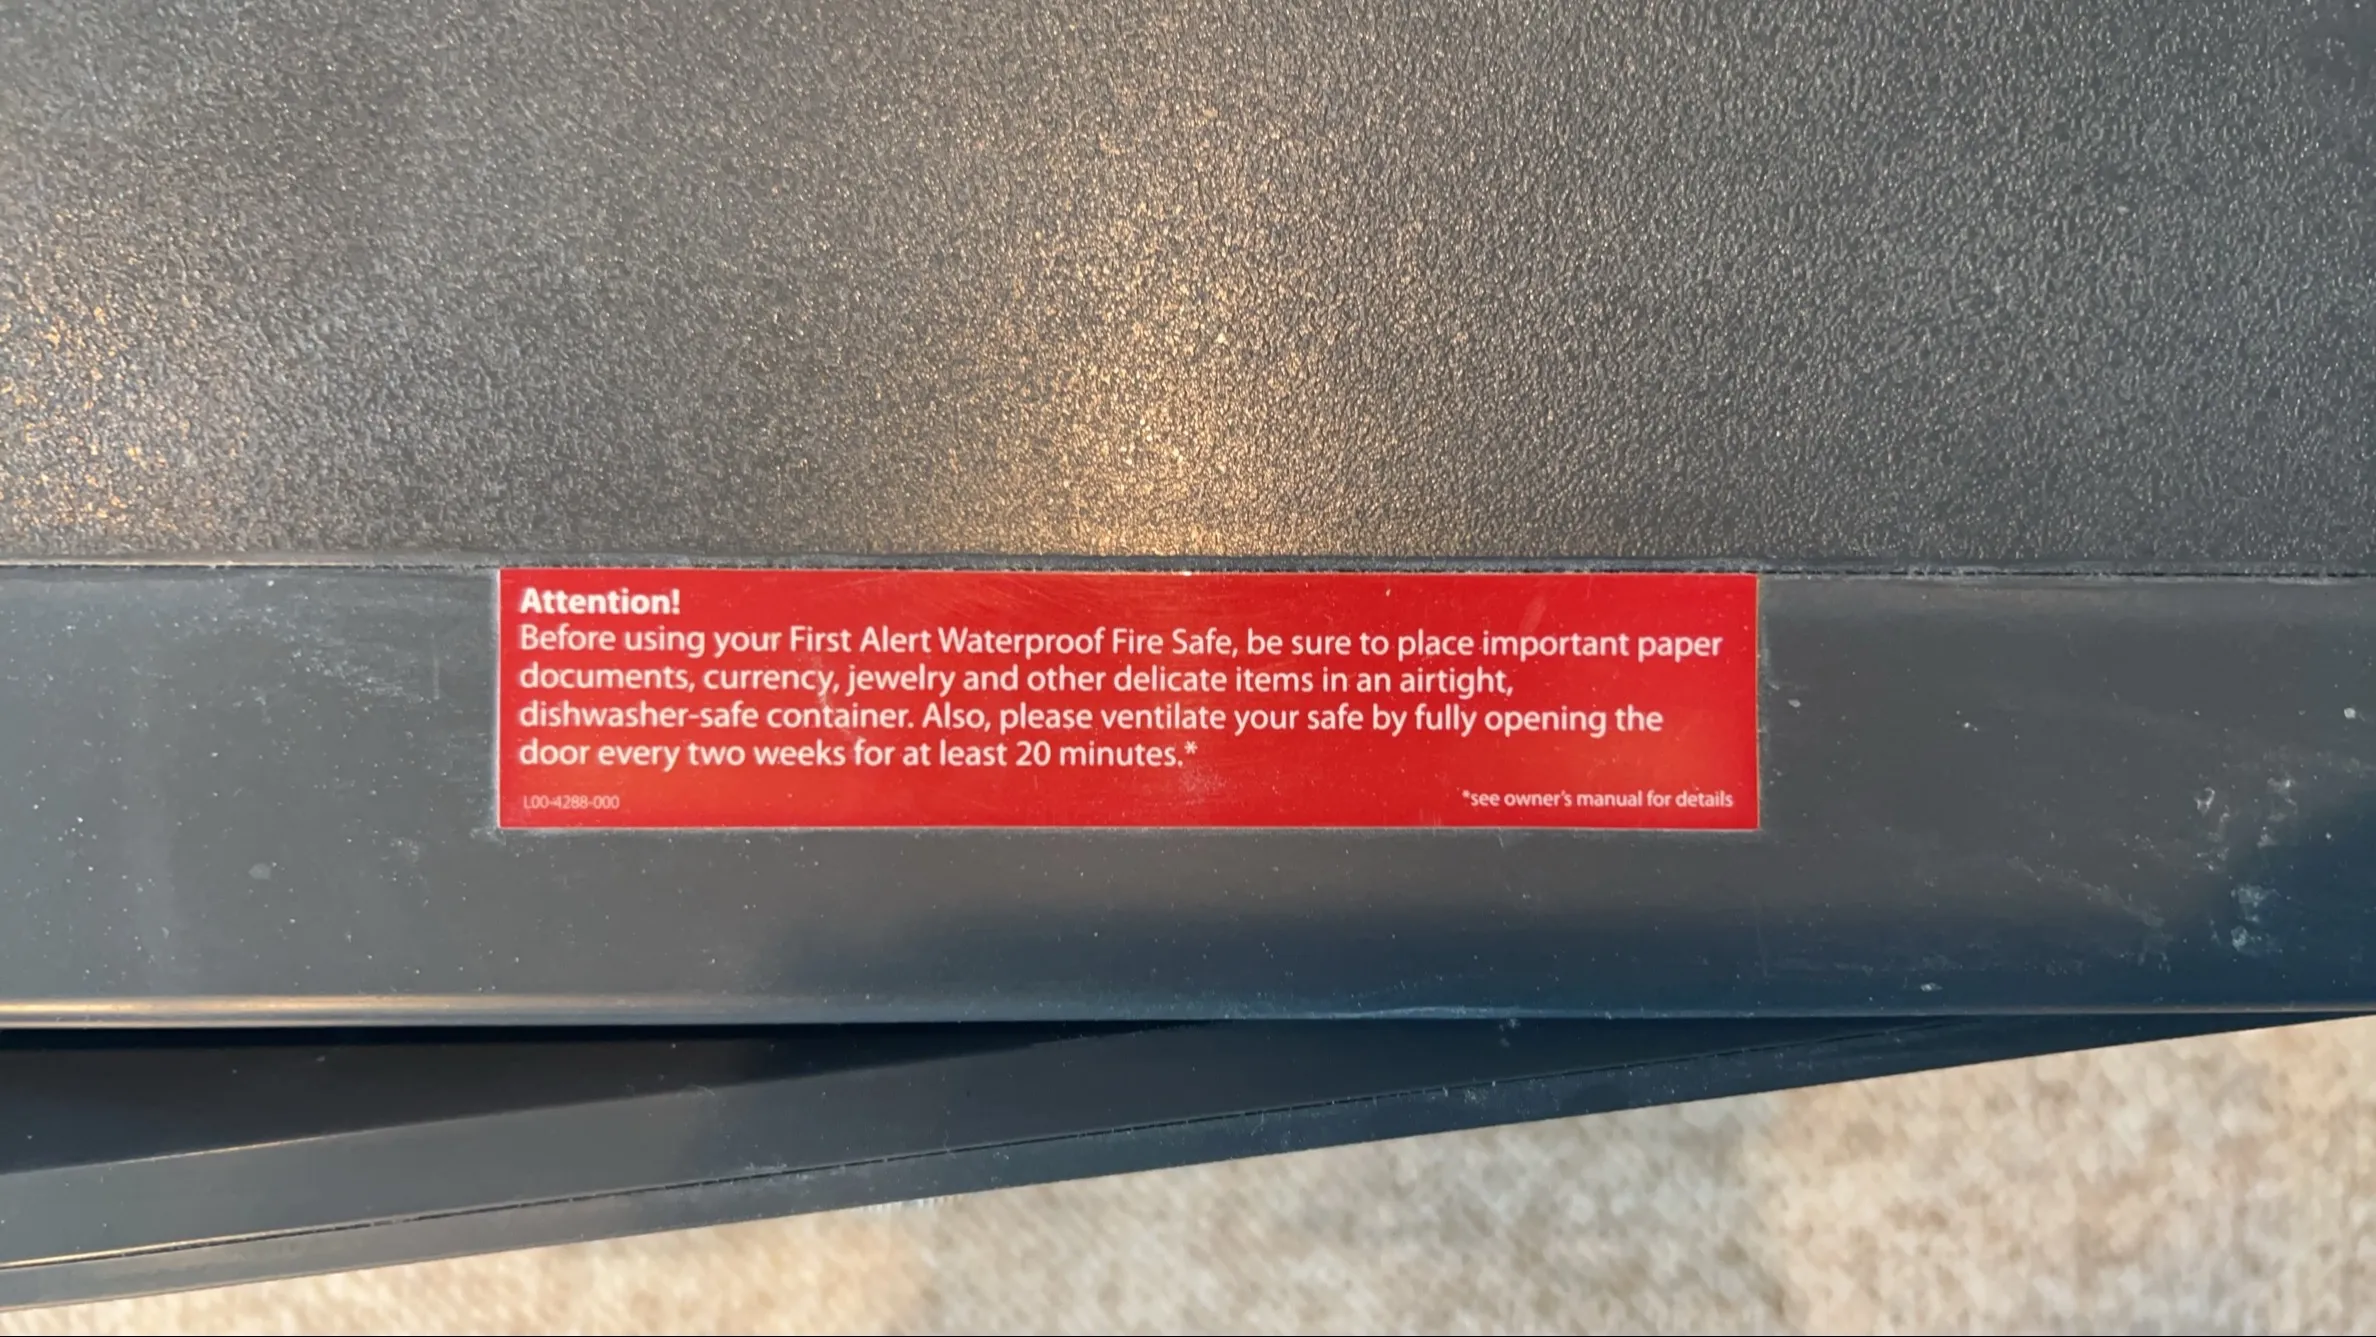 Attention!
Before using your First Alert Waterproof Fire Safe, be sure to place important paper
documents, currency, jewelry and other delicate items in an airtight,
dishwasher-safe container. Also, please ventilate your safe by fully opening the
door every two weeks for at least 20 minutes.*
L00-4288-000
*see owner's manual for details